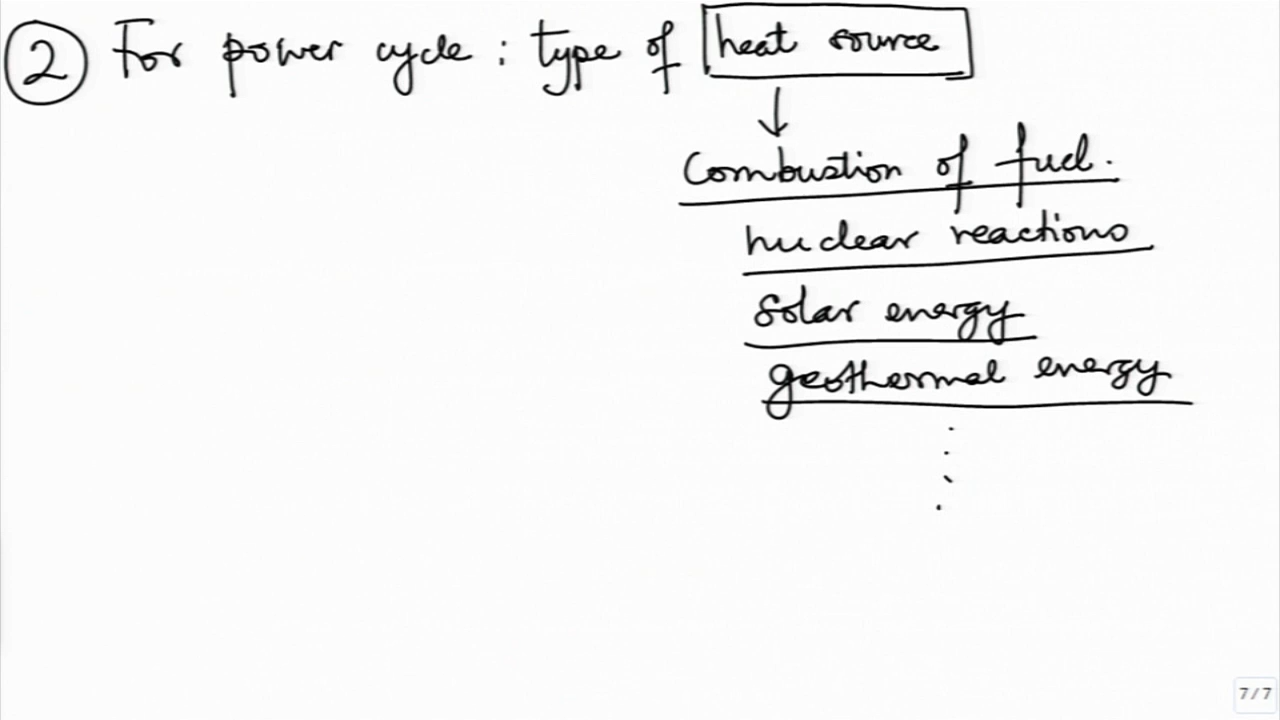 ② For power cycle : type of heat source
↓
Combustion of fuel.
nuclear reactions
solar energy
geothermal energy
7/7